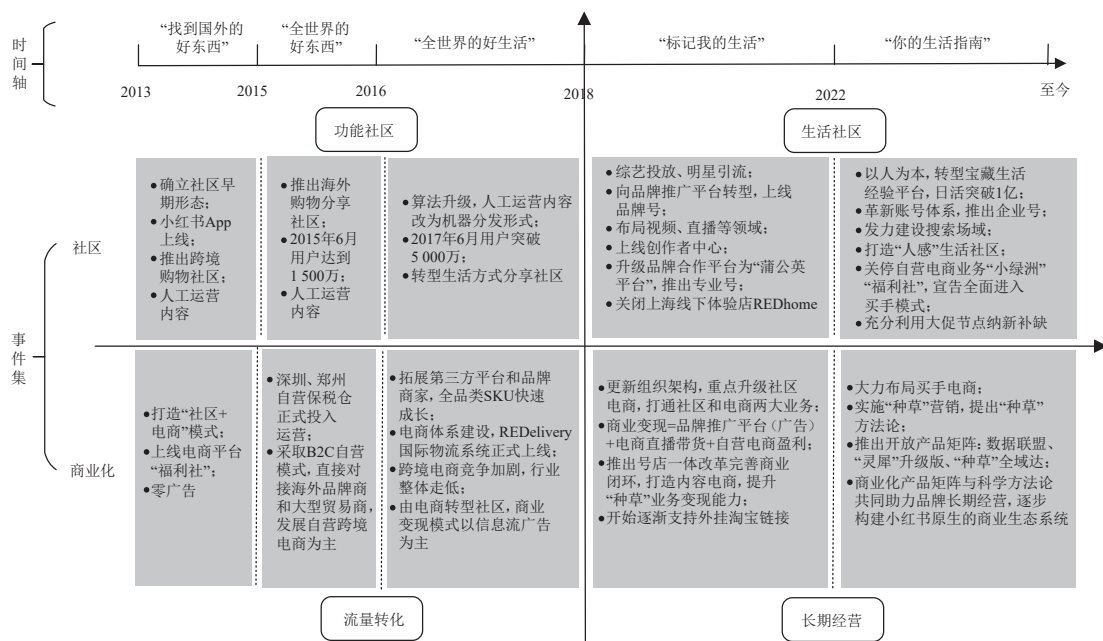 时间轴
“找到国外的
好东西”
“全世界的
好东西”
“全世界的好生活”
“标记我的生活”
“你的生活指南”
2013
2015
2016
2018
2022
至今
功能社区
生活社区
事件集
社区
●确立社区早
期形态；
●小红书App
上线；
●推出跨境
购物社区；
●人工运营
内容
●推出海外
购物分享
社区；
●2015年6月
用户达到
1 500万；
●人工运营
内容
●算法升级，人工运营内容
改为机器分发形式；
●2017年6月用户突破
5 000万；
●转型生活方式分享社区
●综艺投放、明星引流；
●向品牌推广平台转型，上线
品牌号；
●布局视频、直播等领域；
●上线创作者中心；
●升级品牌合作平台为“蒲公英
平台”，推出专业号；
●关闭上海线下体验店REDhome
●以人为本，转型宝藏生活
经验平台，日活突破1亿；
●革新账号体系，推出企业号；
●发力建设搜索场域；
●打造“人感”生活社区；
●关停自营电商业务“小绿洲”
“福利社”，宣告全面进入
买手模式；
●充分利用大促节点纳新补缺
商业化
●打造“社区+
电商”模式；
●上线电商平台
“福利社”；
●零广告
●深圳、郑州
自营保税仓
正式投入
运营；
●采取B2C自营
模式，直接对
接海外品牌商
和大型贸易商，
发展自营跨境
电商为主
●拓展第三方平台和品牌
商家，全品类SKU快速
成长；
●电商体系建设，REDelivery
国际物流系统正式上线；
●跨境电商竞争加剧，行业
整体走低；
●由电商转型社区，商业
变现模式以信息流广告
为主
●更新组织架构，重点升级社区
电商，打通社区和电商两大业务；
●商业变现=品牌推广平台（广告）
+电商直播带货+自营电商盈利；
●推出号店一体改革完善商业
闭环，打造内容电商，提升
“种草”业务变现能力；
●开始逐渐支持外挂淘宝链接
●大力布局买手电商；
●实施“种草”营销，提出“种草”
方法论；
●推出开放产品矩阵：数据联盟、
“灵犀”升级版、“种草”全域达；
●商业化产品矩阵与科学方法论
共同助力品牌长期经营，逐步
构建小红书原生的商业生态系统
流量转化
长期经营